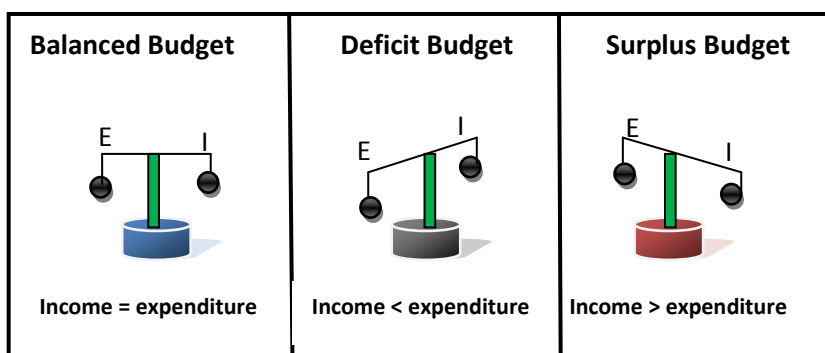 Balanced Budget
E I
Income = expenditure
Deficit Budget
E I
Income < expenditure
Surplus Budget
E I
Income > expenditure